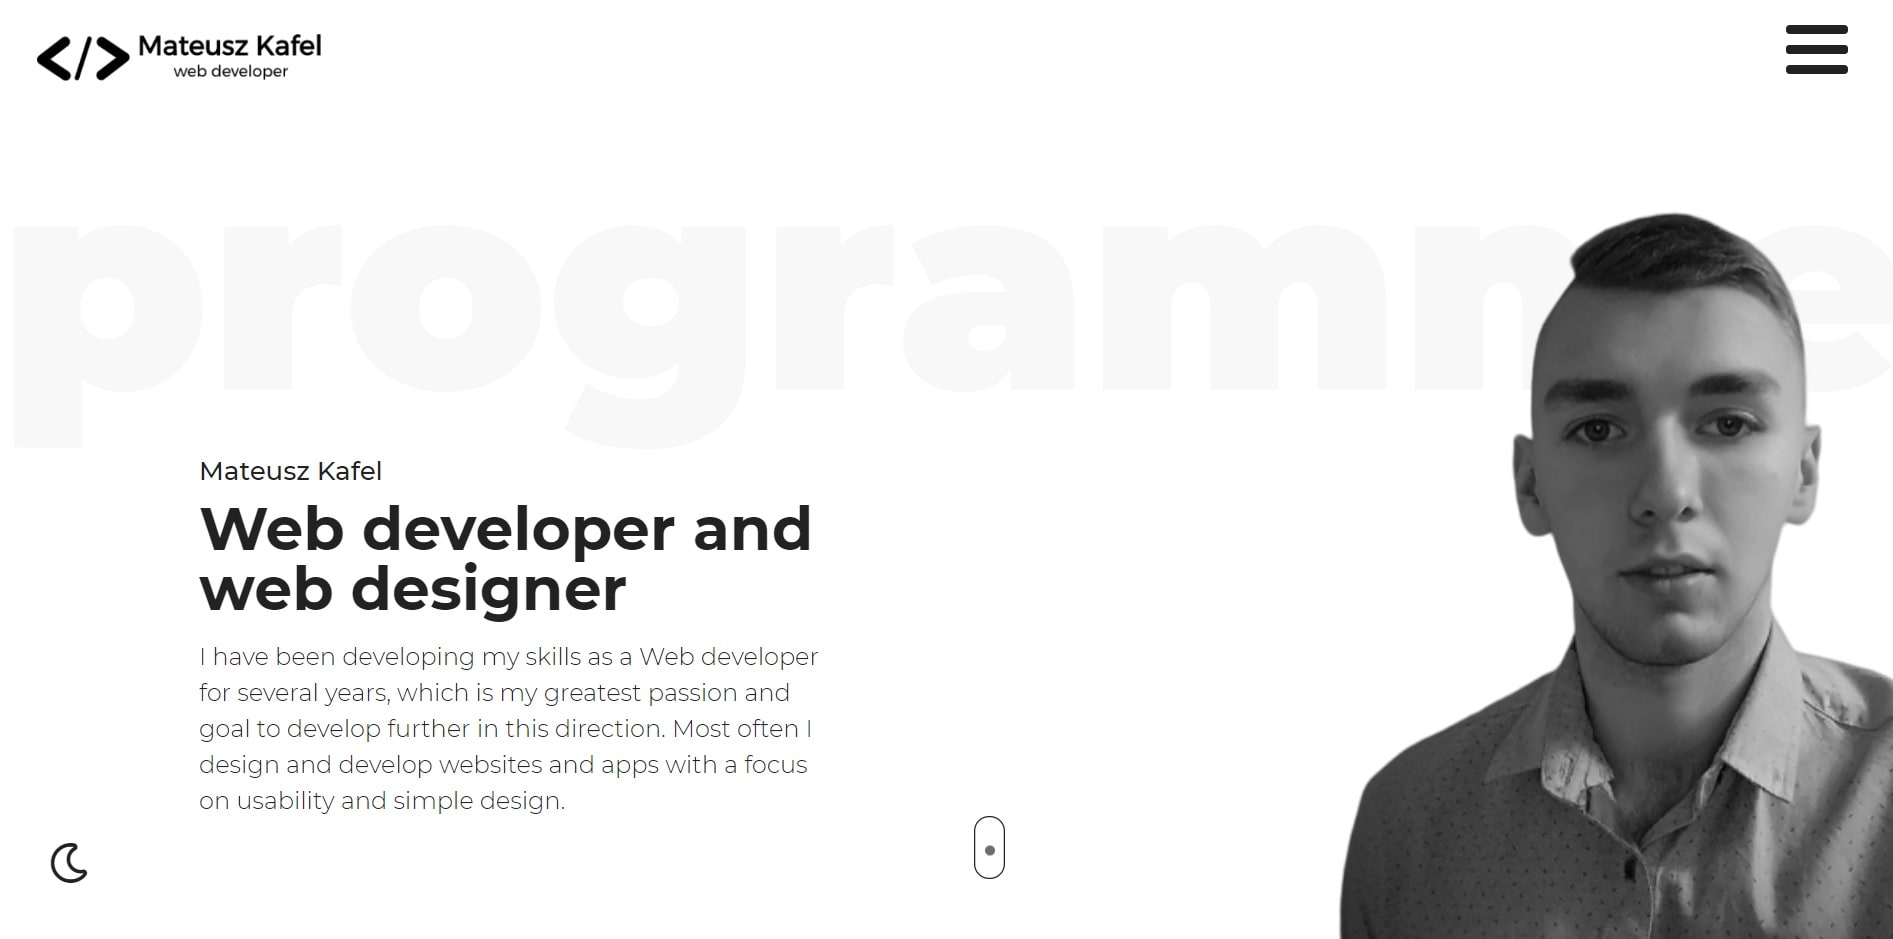 </> Mateusz Kafel
web developer
programme
Mateusz Kafel
Web developer and
web designer
I have been developing my skills as a Web developer
for several years, which is my greatest passion and
goal to develop further in this direction. Most often I
design and develop websites and apps with a focus
on usability and simple design.